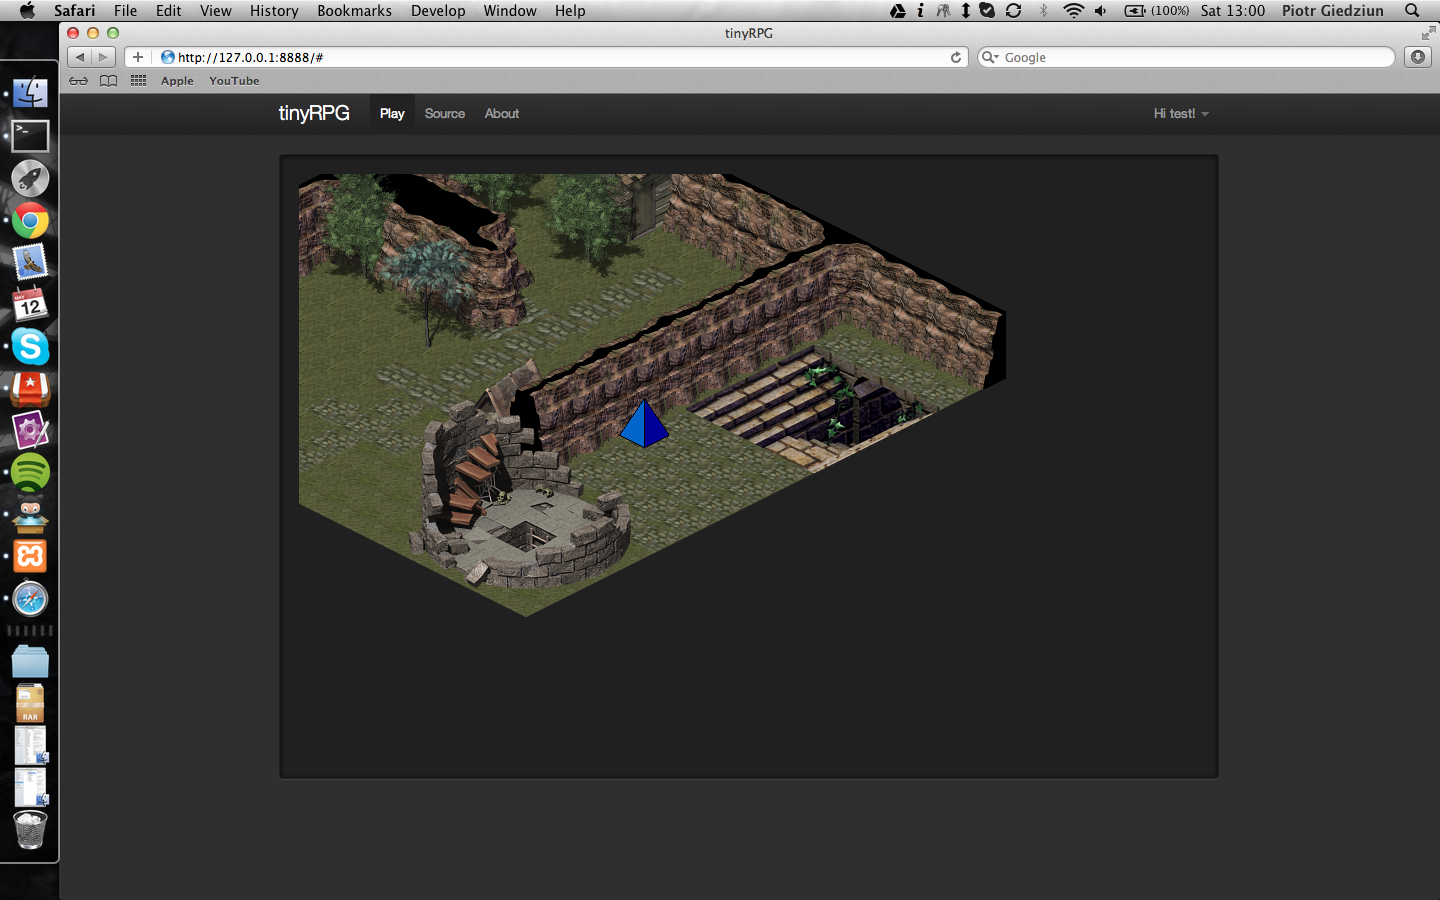 Safari File Edit View History Bookmarks Develop Window Help (100%) Sat 13:00 Piotr Giedziun
tinyRPG
http://127.0.0.1:8888/# Google
Apple YouTube
tinyRPG Play Source About Hi test!
MAY
12
RAR